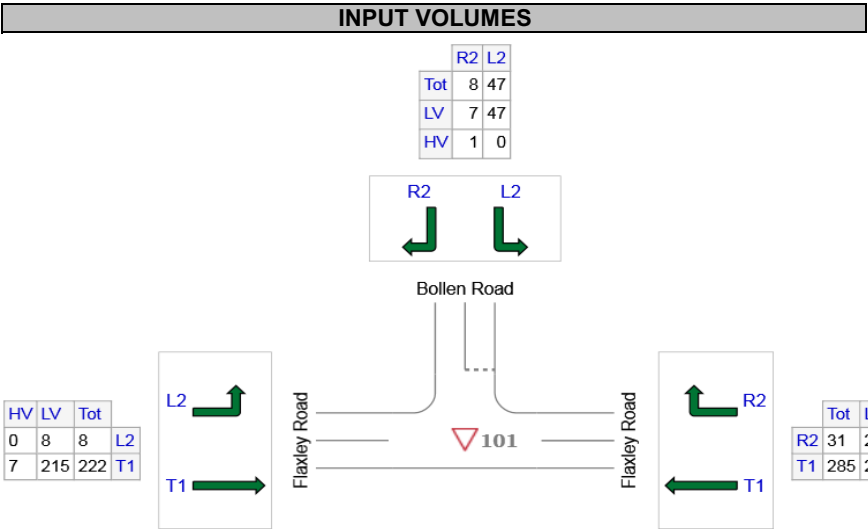 INPUT VOLUMES
R2 L2
Tot 8 47
LV 7 47
HV 1 0
R2 L2
Bollen Road
L2
T1
HV LV Tot
0 8 8 L2
7 215 222 T1
Flaxley Road
101
Flaxley Road
R2
T1
Tot
R2 31
T1 285